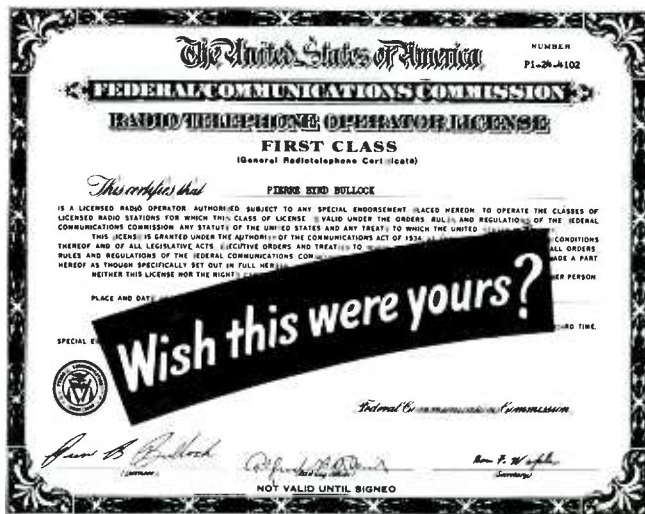 The United States of America
NUMBER
P1-24-4102
FEDERAL COMMUNICATIONS COMMISSION
RADIO TELEPHONE OPERATOR LICENSE
FIRST CLASS
(General Radiotelephone Certificate)
This certifies that
PIERRE BYRD BULLOCK
IS A LICENSED RADIO OPERATOR AUTHORIZED SUBJECT TO ANY SPECIAL ENDORSEMENT PLACED HEREON TO OPERATE THE CLASSES OF
LICENSED RADIO STATIONS FOR WHICH THIS CLASS OF LICENSE IS VALID UNDER THE ORDERS RULES AND REGULATIONS OF THE FEDERAL
COMMUNICATIONS COMMISSION ANY STATUTE OF THE UNITED STATES AND ANY TREATY TO WHICH THE UNITED
THIS LICENSE IS GRANTED UNDER THE AUTHORITY OF THE COMMUNICATIONS ACT OF 1934 CONDITIONS
THEREOF AND OF ALL LEGISLATIVE ACTS EXECUTIVE ORDERS AND TREATIES TO ALL ORDERS
RULES AND REGULATIONS OF THE FEDERAL COMMUNICATIONS MADE A PART
HEREOF AS THOUGH SPECIFICALLY SET OUT IN FULL
NEITHER THIS LICENSE NOR THE RIGHTS PERSON
PLACE AND DATE
Wish this were yours?
TIME.
SPECIAL
Federal Communications Commission
Bullock
NOT VALID UNTIL SIGNED